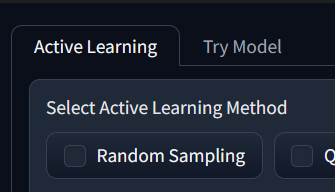 Active Learning Try Model
Select Active Learning Method
Random Sampling Q